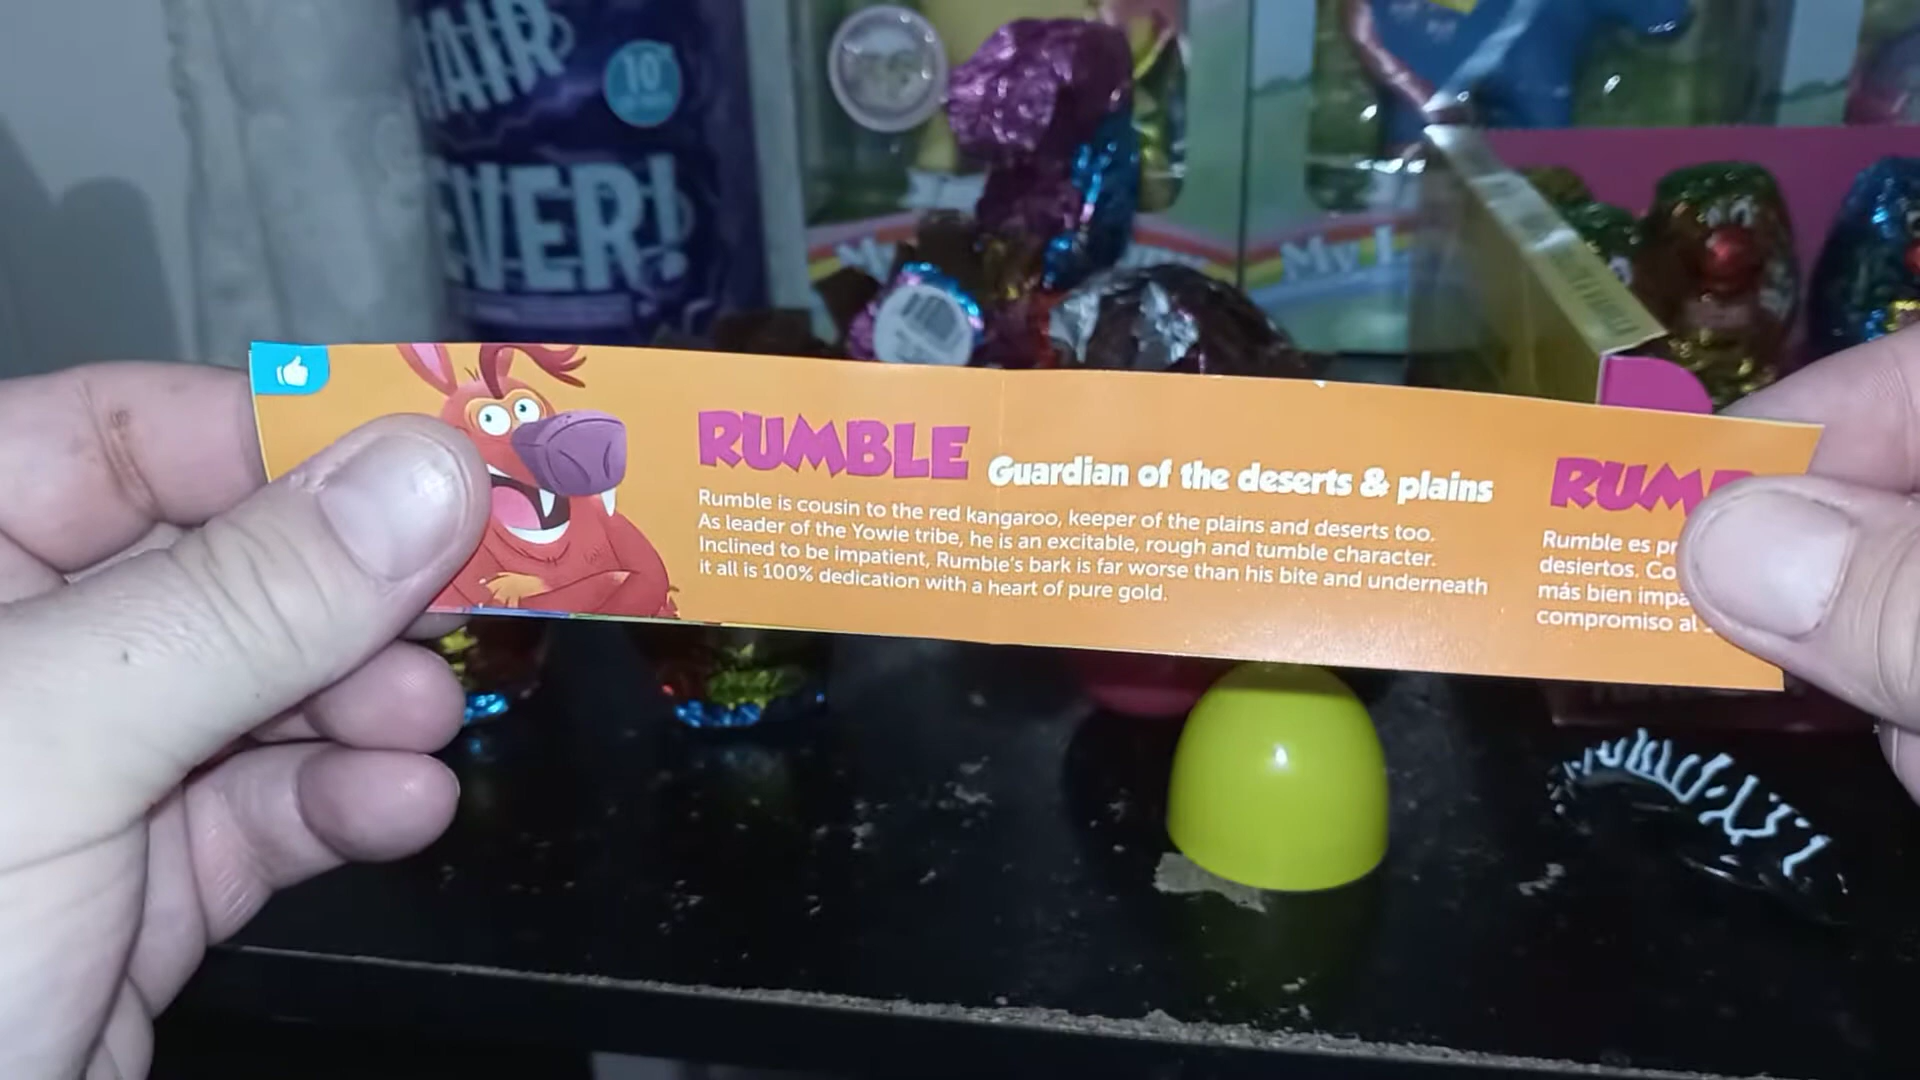 HAIR
10
EVER!
My L
RUMBLE Guardian of the deserts & plains
Rumble is cousin to the red kangaroo, keeper of the plains and deserts too.
As leader of the Yowie tribe, he is an excitable, rough and tumble character.
Inclined to be impatient, Rumble's bark is far worse than his bite and underneath
it all is 100% dedication with a heart of pure gold.
RUM
Rumble es pr
desiertos. Co
más bien impa
compromiso al